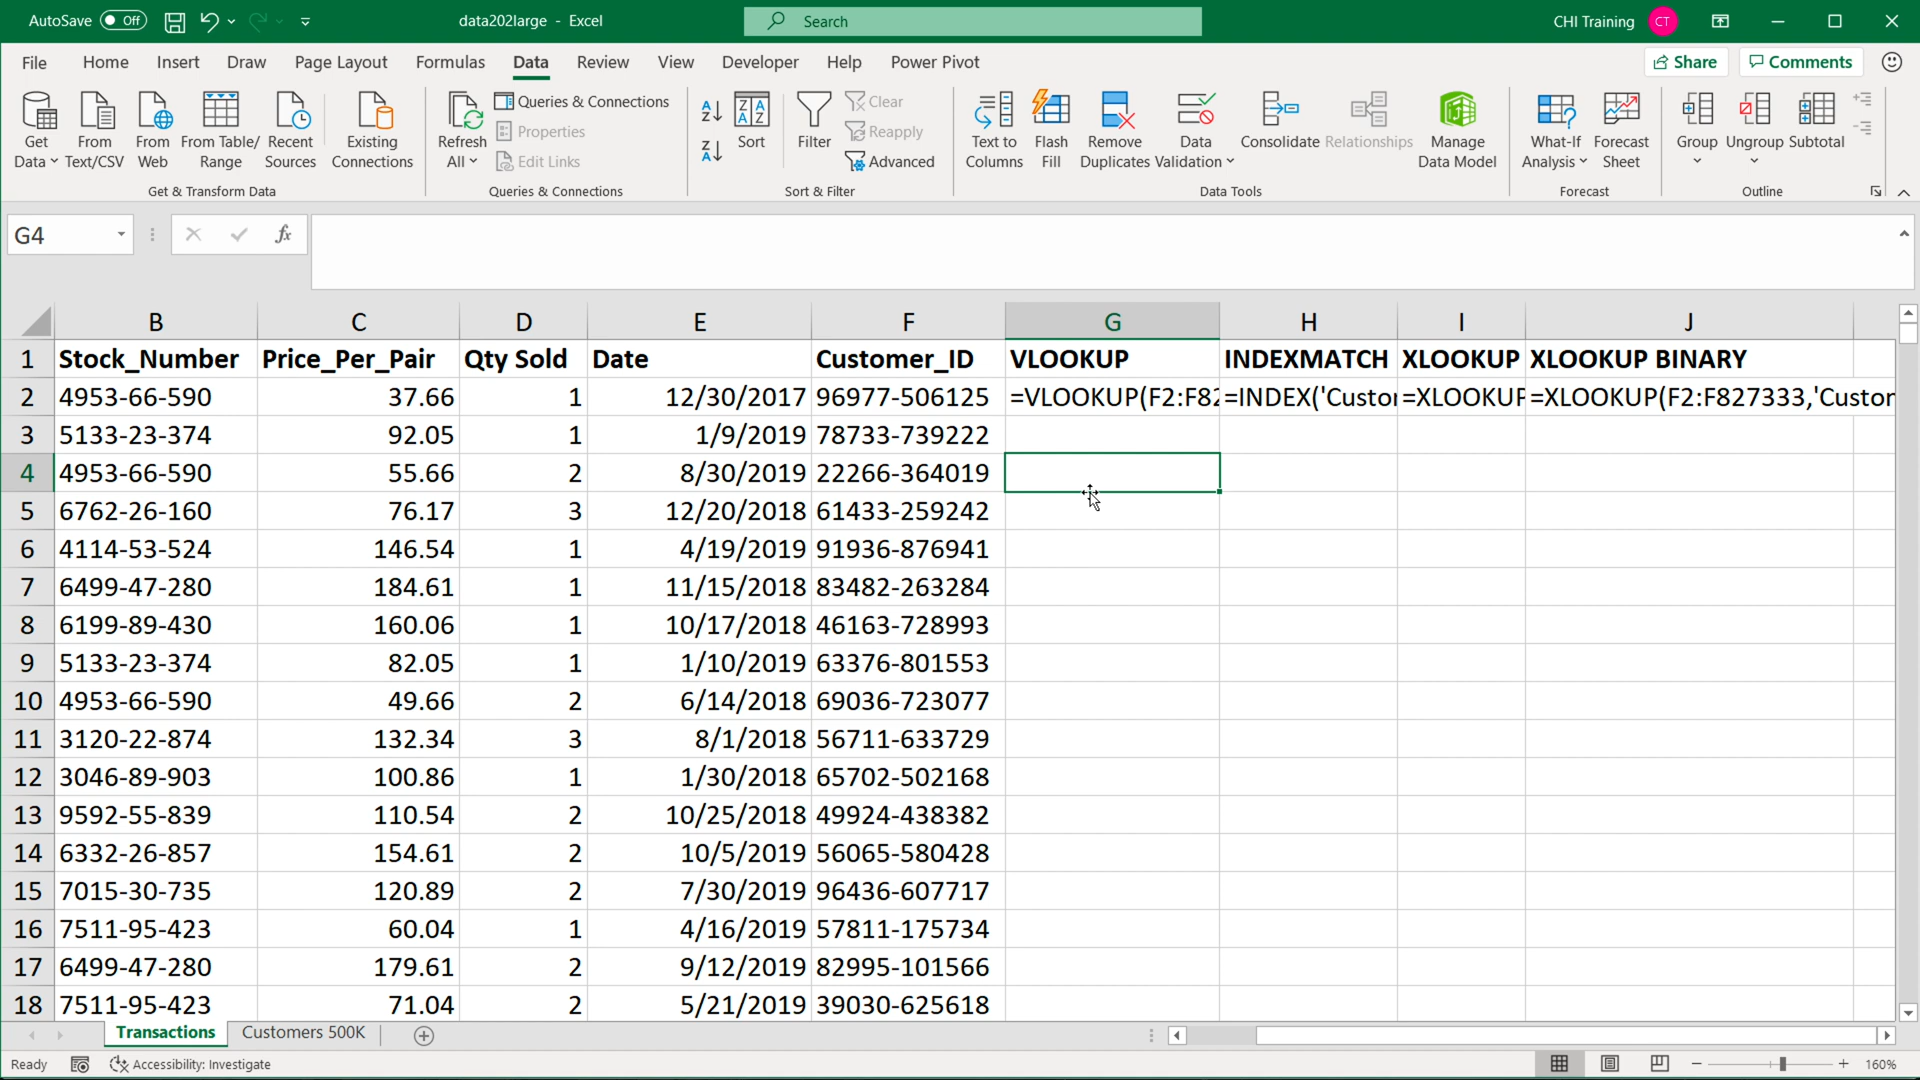 AutoSave Off data202large - Excel Search CHI Training CT
File Home Insert Draw Page Layout Formulas Data Review View Developer Help Power Pivot Share Comments
Get Data From Text/CSV From Web From Table/ Range Recent Sources Existing Connections
Get & Transform Data
Refresh All Queries & Connections Properties Edit Links
Queries & Connections
Sort Filter Clear Reapply Advanced
Sort & Filter
Text to Columns Flash Fill Remove Duplicates Data Validation Consolidate Relationships Manage Data Model
Data Tools
What-If Analysis Forecast Sheet
Forecast
Group Ungroup Subtotal
Outline
G4 fx
B C D E F G H I J
1 Stock_Number Price_Per_Pair Qty Sold Date Customer_ID VLOOKUP INDEXMATCH XLOOKUP XLOOKUP BINARY
2 4953-66-590 37.66 1 12/30/2017 96977-506125 =VLOOKUP(F2:F82 =INDEX('Custo =XLOOKUP =XLOOKUP(F2:F827333,'Custor
3 5133-23-374 92.05 1 1/9/2019 78733-739222
4 4953-66-590 55.66 2 8/30/2019 22266-364019
5 6762-26-160 76.17 3 12/20/2018 61433-259242
6 4114-53-524 146.54 1 4/19/2019 91936-876941
7 6499-47-280 184.61 1 11/15/2018 83482-263284
8 6199-89-430 160.06 1 10/17/2018 46163-728993
9 5133-23-374 82.05 1 1/10/2019 63376-801553
10 4953-66-590 49.66 2 6/14/2018 69036-723077
11 3120-22-874 132.34 3 8/1/2018 56711-633729
12 3046-89-903 100.86 1 1/30/2018 65702-502168
13 9592-55-839 110.54 2 10/25/2018 49924-438382
14 6332-26-857 154.61 2 10/5/2019 56065-580428
15 7015-30-735 120.89 2 7/30/2019 96436-607717
16 7511-95-423 60.04 1 4/16/2019 57811-175734
17 6499-47-280 179.61 2 9/12/2019 82995-101566
18 7511-95-423 71.04 2 5/21/2019 39030-625618
Transactions Customers 500K
Ready Accessibility: Investigate 160%